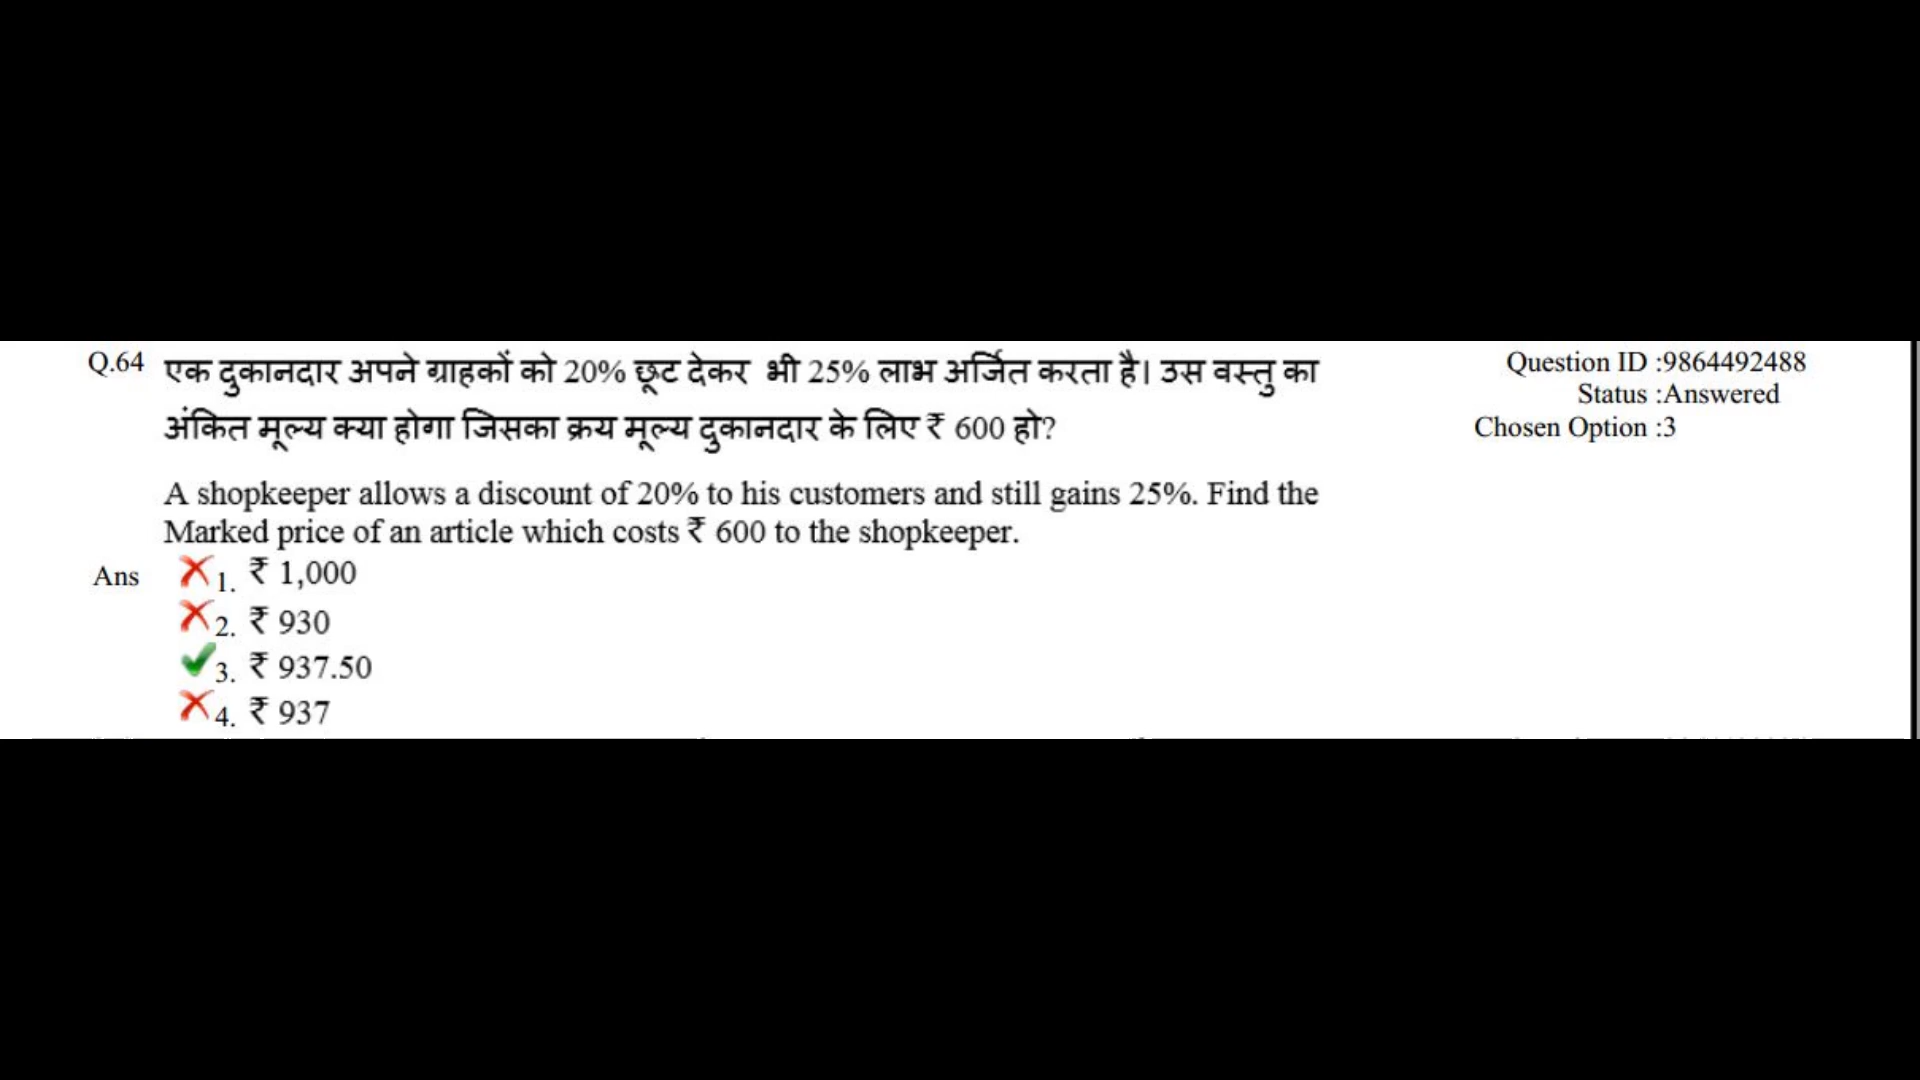 Q.64 एक दुकानदार अपने ग्राहकों को 20% छूट देकर भी 25% लाभ अर्जित करता है। उस वस्तु का
अंकित मूल्य क्या होगा जिसका क्रय मूल्य दुकानदार के लिए ₹ 600 हो?
A shopkeeper allows a discount of 20% to his customers and still gains 25%. Find the
Marked price of an article which costs ₹ 600 to the shopkeeper.
Ans 1. ₹ 1,000
2. ₹ 930
3. ₹ 937.50
4. ₹ 937
Question ID :9864492488
Status :Answered
Chosen Option :3